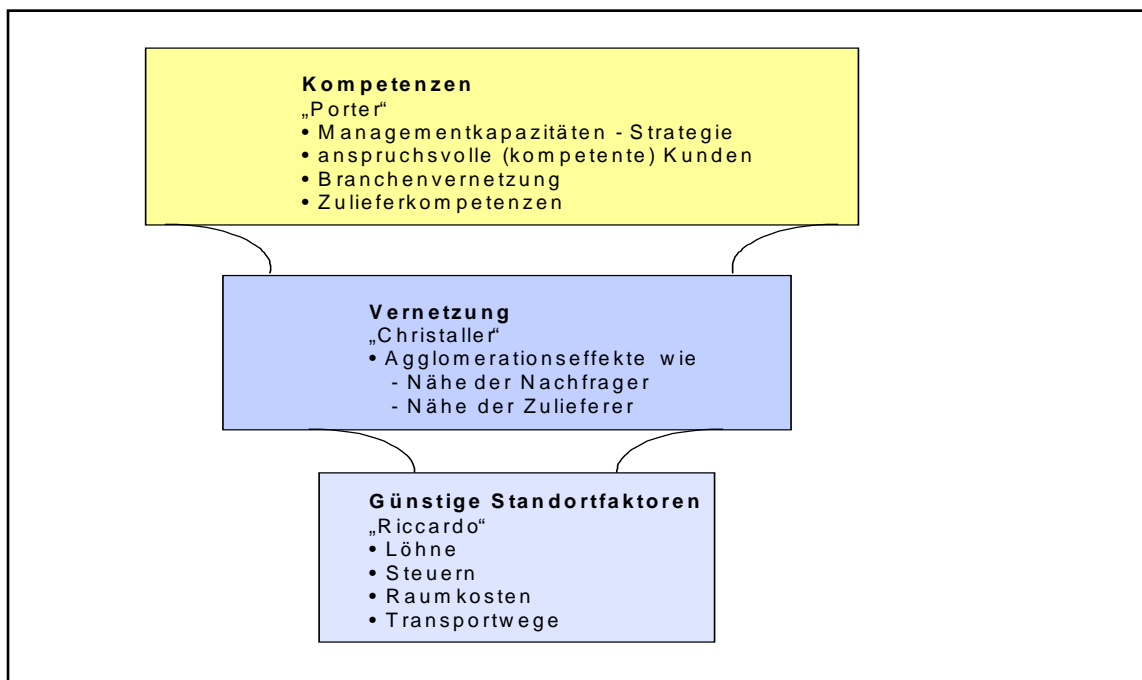 Kompetenzen
„Porter“
• Managementkapazitäten - Strategie
• anspruchsvolle (kompetente) Kunden
• Branchenvernetzung
• Zulieferkompetenzen
Vernetzung
„Christaller“
• Agglomerationseffekte wie
- Nähe der Nachfrager
- Nähe der Zulieferer
Günstige Standortfaktoren
„Riccardo“
• Löhne
• Steuern
• Raumkosten
• Transportwege